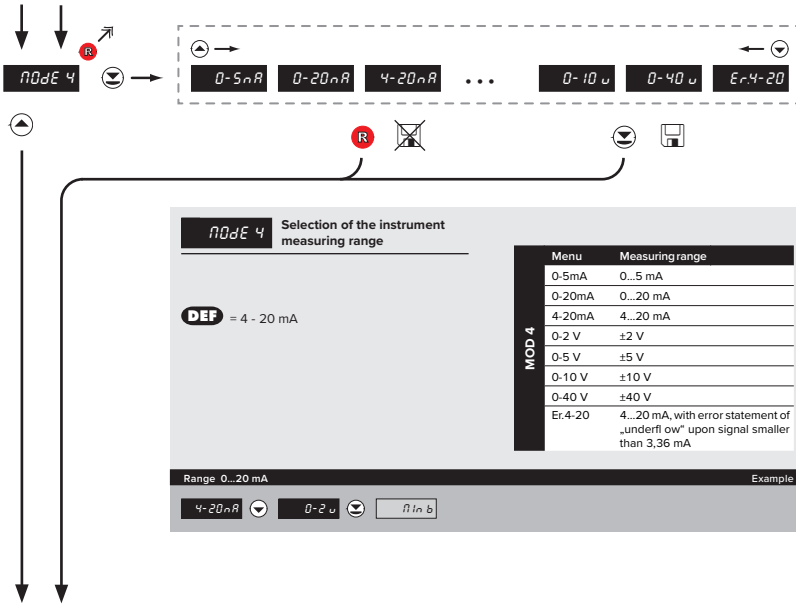 R
MODE 4
0-5mA
0-20mA
4-20mA
...
0-10 V
0-40 V
Er.4-20
R
MODE 4
Selection of the instrument
measuring range
DEF = 4 - 20 mA
MOD 4
Menu Measuring range
0-5mA 0...5 mA
0-20mA 0...20 mA
4-20mA 4...20 mA
0-2 V ±2 V
0-5 V ±5 V
0-10 V ±10 V
0-40 V ±40 V
Er.4-20 4...20 mA, with error statement of
„underfl ow“ upon signal smaller
than 3,36 mA
Range 0...20 mA Example
4-20mA
0-2 V
MIn b